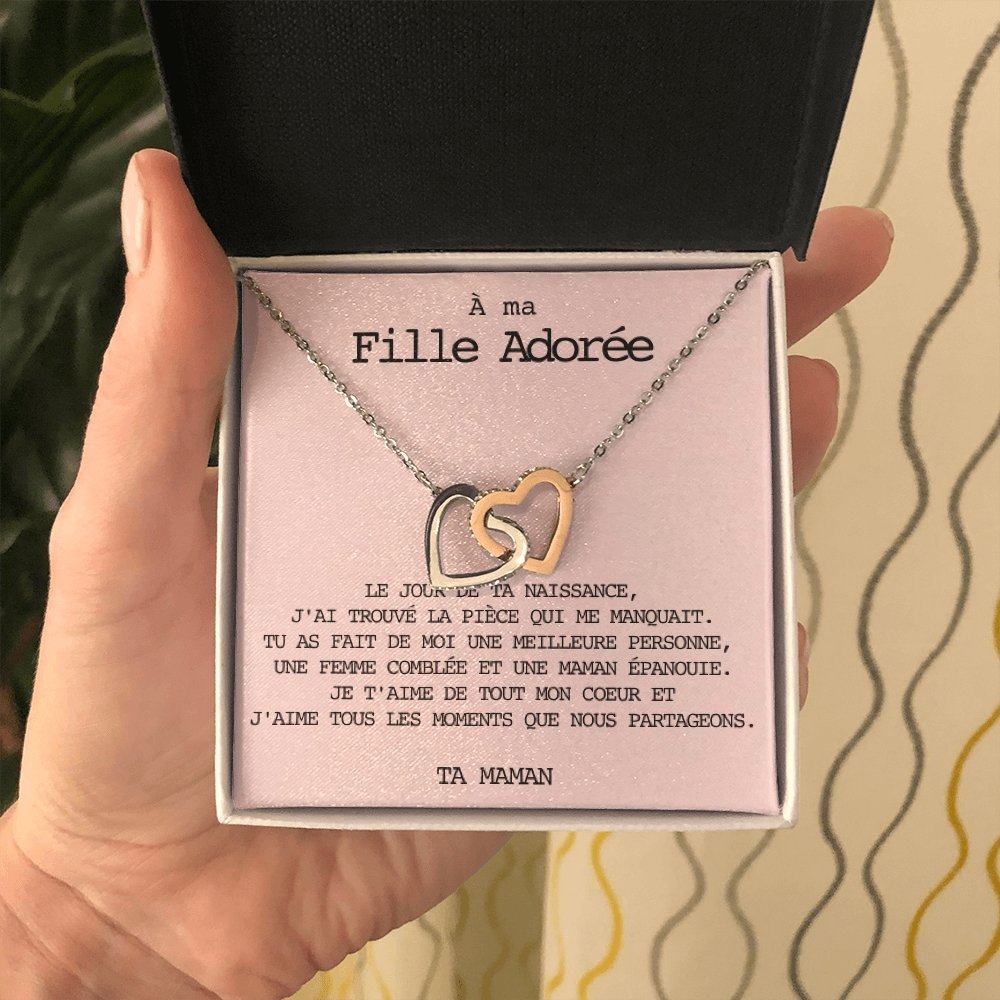 À ma
Fille Adorée
LE JOUR DE TA NAISSANCE,
J'AI TROUVÉ LA PIÈCE QUI ME MANQUAIT.
TU AS FAIT DE MOI UNE MEILLEURE PERSONNE,
UNE FEMME COMBLÉE ET UNE MAMAN ÉPANOUIE.
JE T'AIME DE TOUT MON COEUR ET
J'AIME TOUS LES MOMENTS QUE NOUS PARTAGEONS.
TA MAMAN